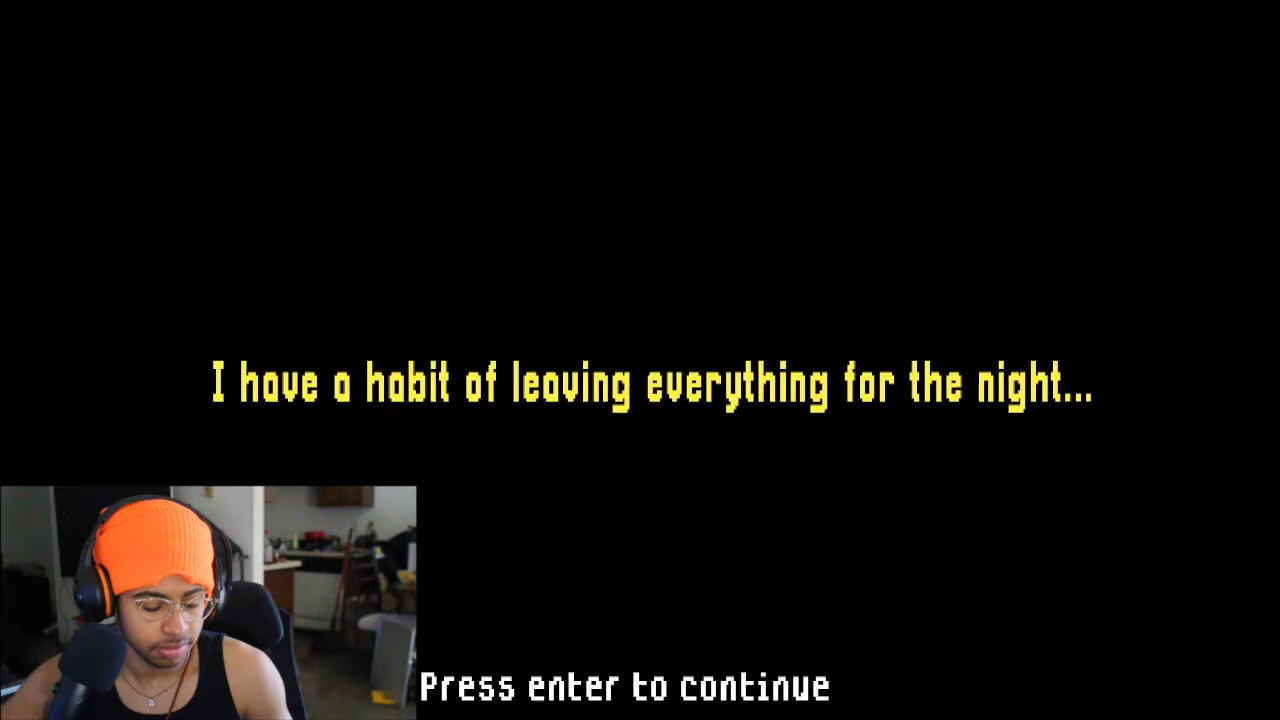 I have a habit of leaving everything for the night...
Press enter to continue